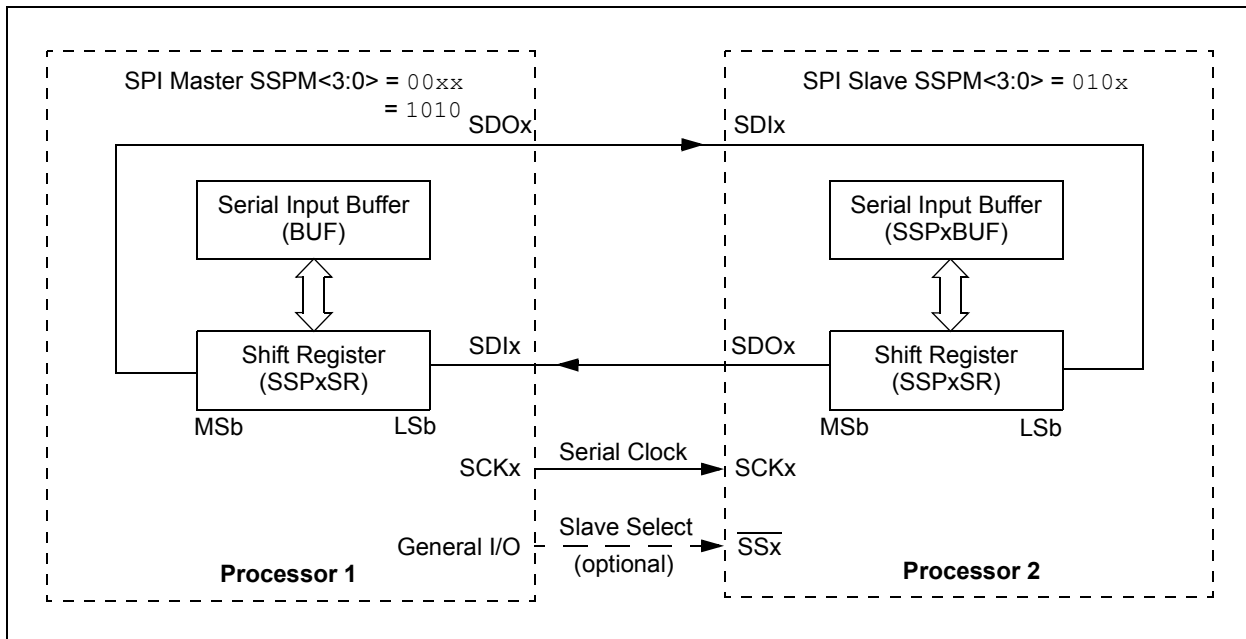 SPI Master SSPM<3:0> = 00xx
= 1010
SDOx
Serial Input Buffer
(BUF)
Shift Register
(SSPxSR)
MSb
LSb
SDIx
SCKx
General I/O
Processor 1
Serial Clock
Slave Select
(optional)
SPI Slave SSPM<3:0> = 010x
SDIx
Serial Input Buffer
(SSPxBUF)
SDOx
Shift Register
(SSPxSR)
MSb
LSb
SCKx
SSx
Processor 2